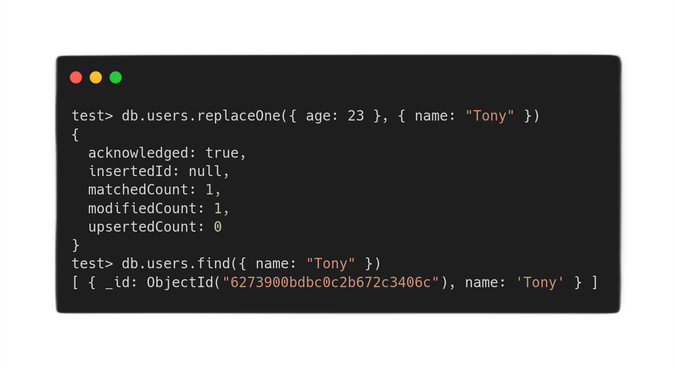 test> db.users.replaceOne({ age: 23 }, { name: "Tony" })
{
  acknowledged: true,
  insertedId: null,
  matchedCount: 1,
  modifiedCount: 1,
  upsertedCount: 0
}
test> db.users.find({ name: "Tony" })
[ { _id: ObjectId("6273900bdbc0c2b672c3406c"), name: 'Tony' } ]